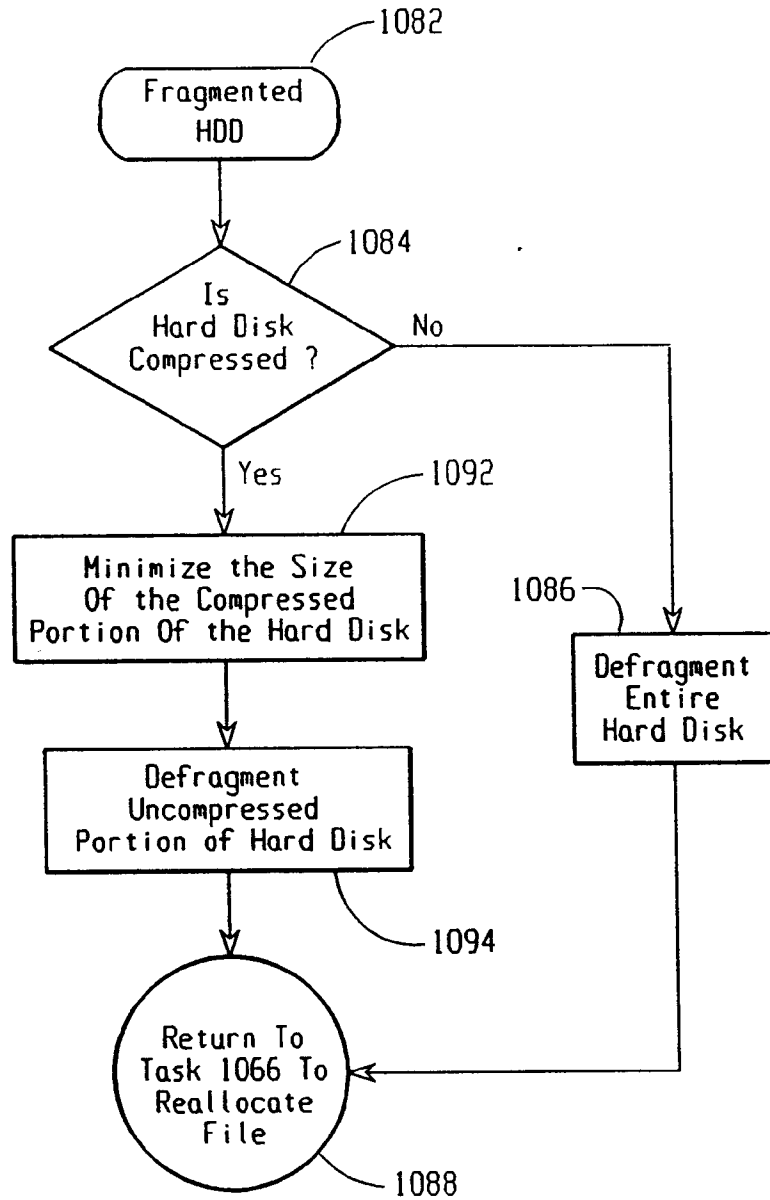 1082
Fragmented
HDD
1084
Is
Hard Disk
Compressed ?
No
Yes
1092
Minimize the Size
Of the Compressed
Portion Of the Hard Disk
1086
Defragment
Entire
Hard Disk
Defragment
Uncompressed
Portion of Hard Disk
1094
Return To
Task 1066 To
Reallocate
File
1088